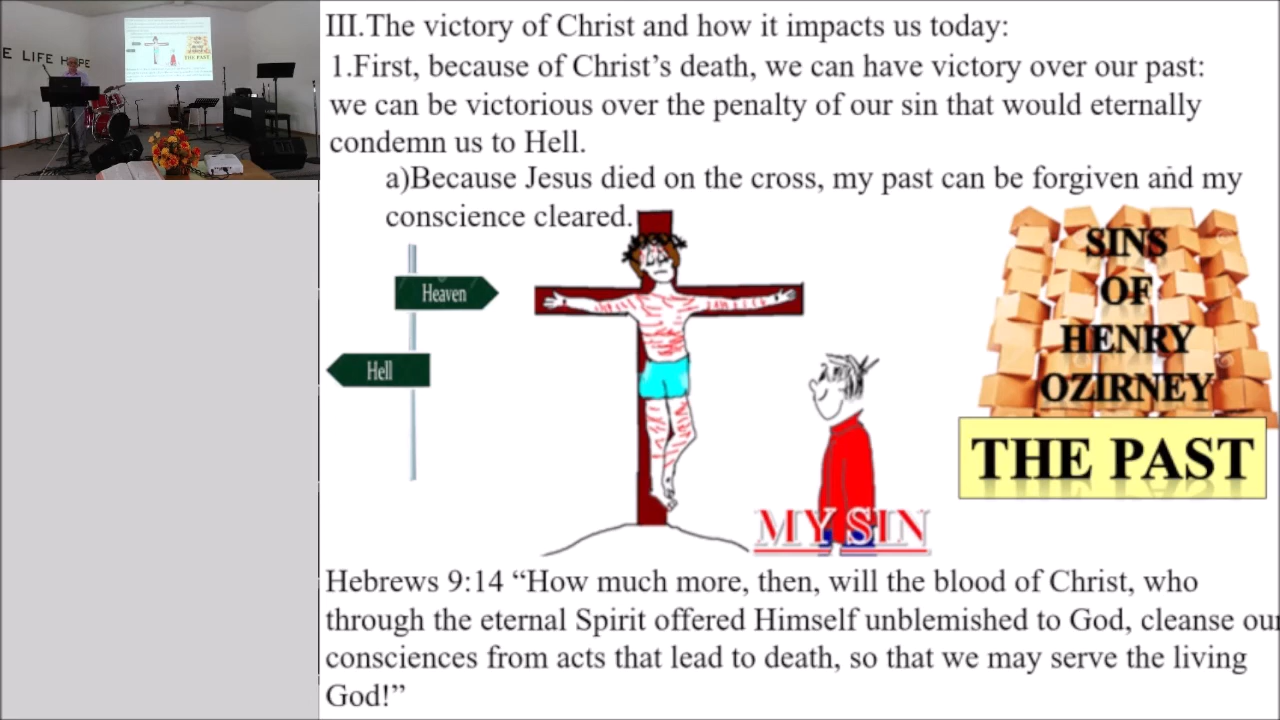 E LIFE HOPE
III.The victory of Christ and how it impacts us today:
1.First, because of Christ's death, we can have victory over our past:
we can be victorious over the penalty of our sin that would eternally
condemn us to Hell.
a)Because Jesus died on the cross, my past can be forgiven and my
conscience cleared.
Heaven
Hell
SINS
OF
HENRY
OZIRNEY
THE PAST
MY SIN
Hebrews 9:14 “How much more, then, will the blood of Christ, who
through the eternal Spirit offered Himself unblemished to God, cleanse our
consciences from acts that lead to death, so that we may serve the living
God!”